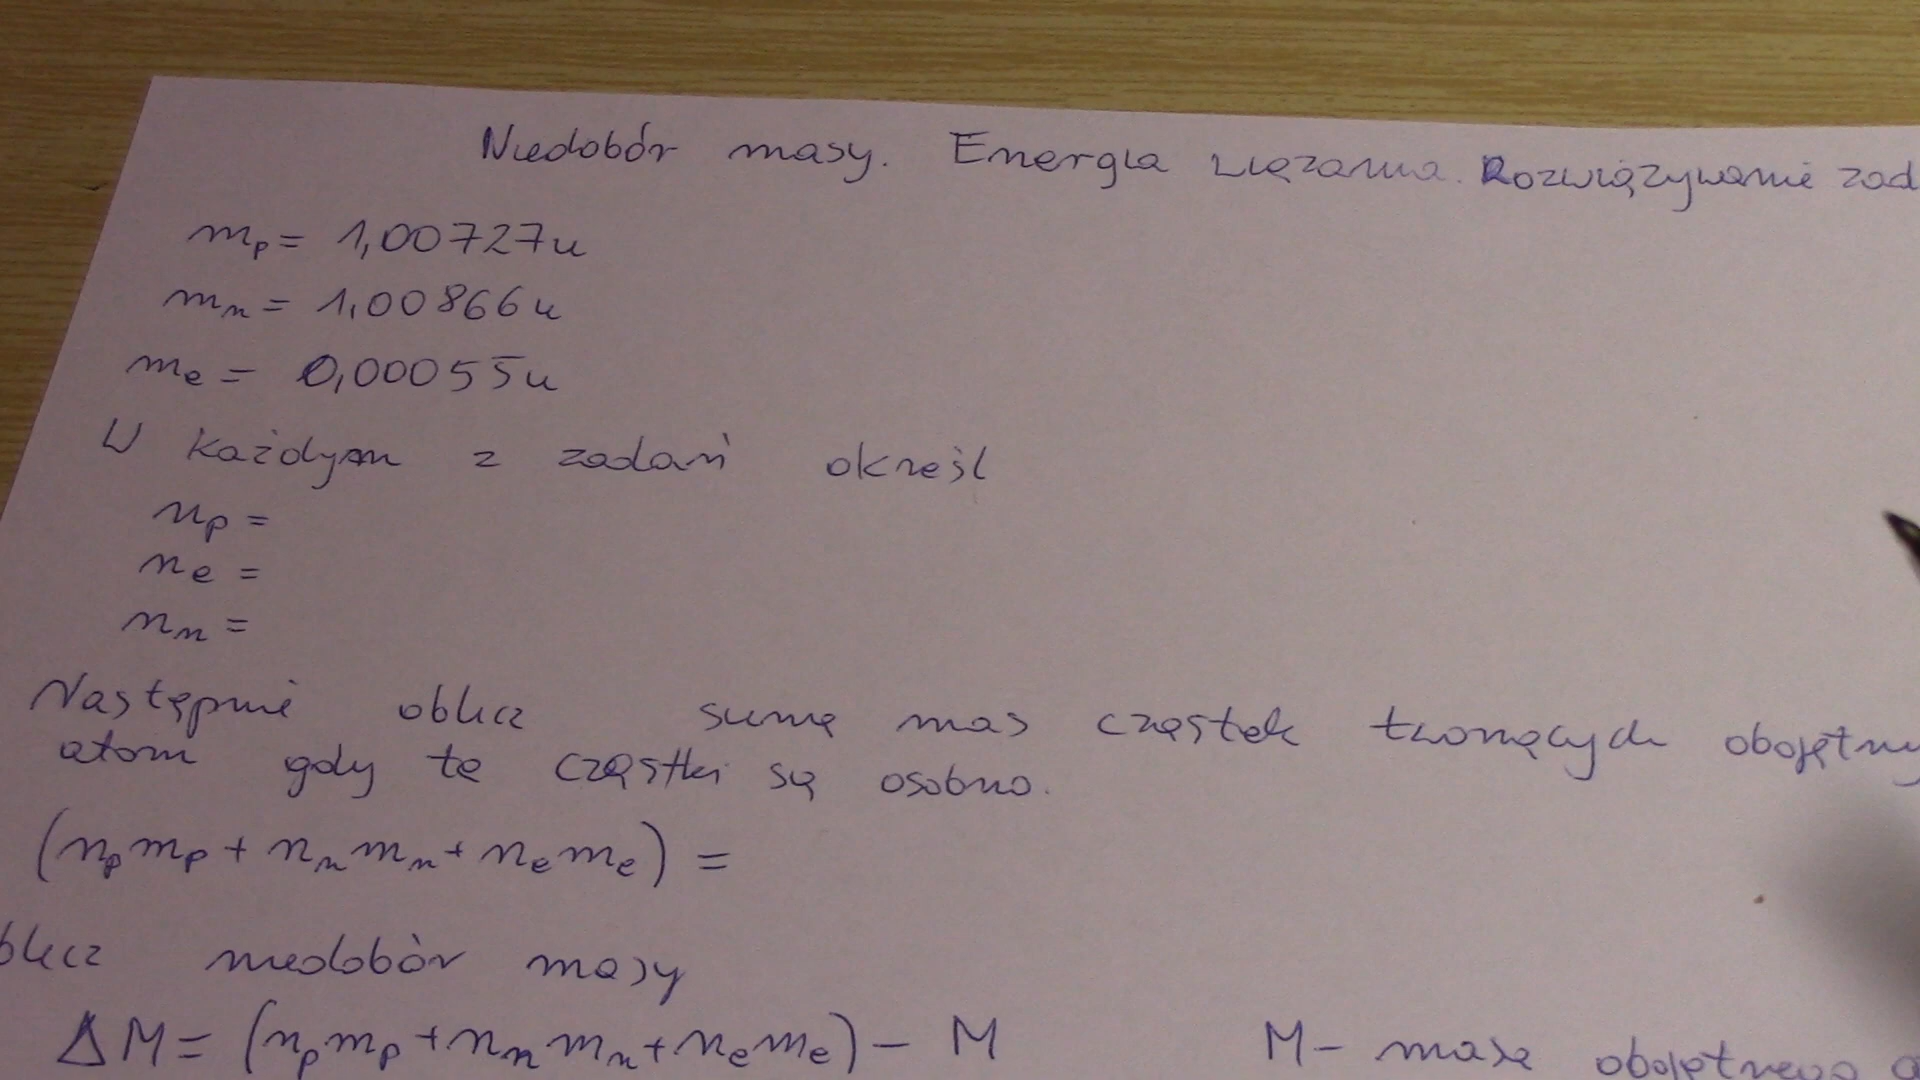 Niedobór masy. Energia wiązania. Rozwiązywanie zad
mp = 1,00727u
mn = 1,00866u
me = 0,00055u
W każdym z zadań określ
np =
ne =
nn =
Następnie oblicz sumę mas cząstek tworzących obojętny
atom gdy te cząstki są osobno.
(npmp + nnmn + neme) =
blicz niedobór masy
ΔM = (npmp + nnmn + neme) - M M - masa obojętnego a